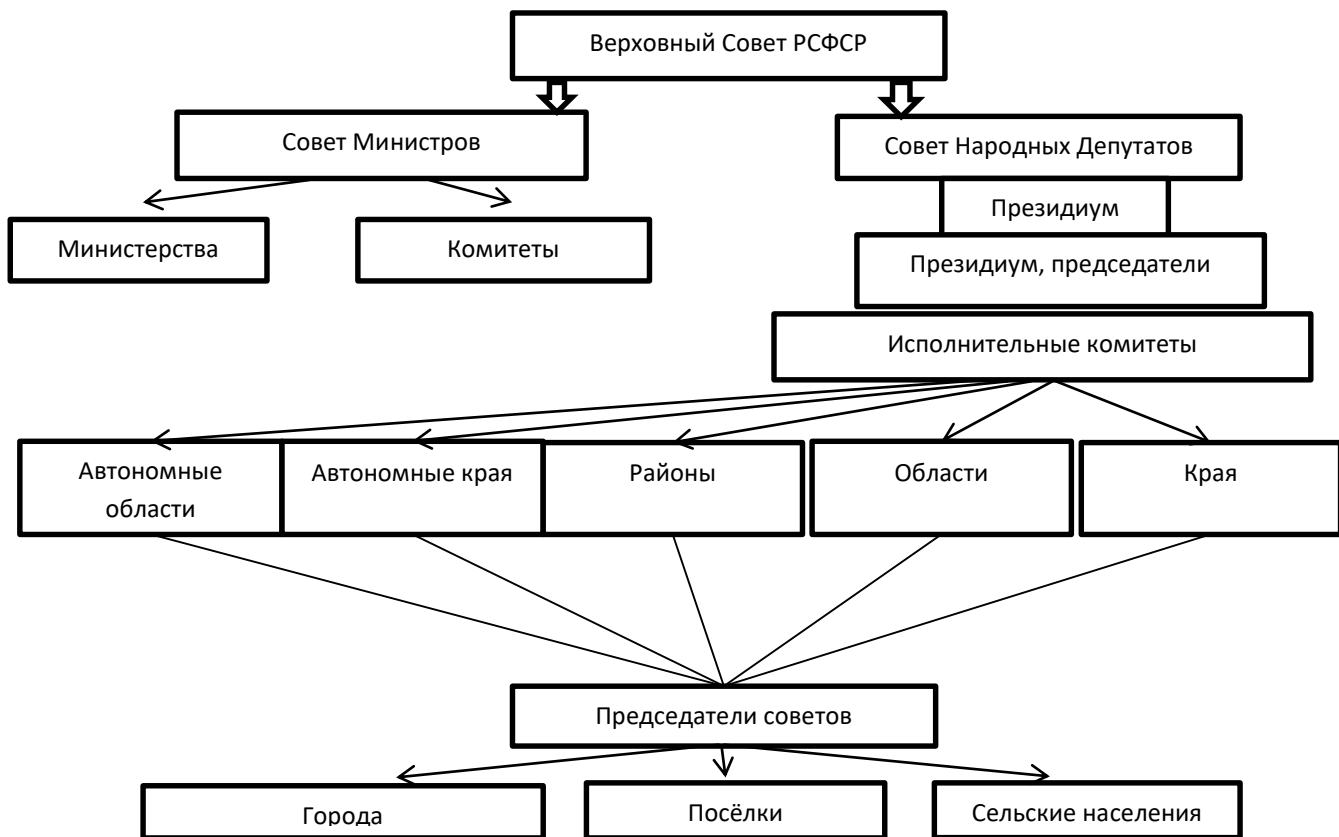 Верховный Совет РСФСР
Совет Министров
Совет Народных Депутатов
Президиум
Министерства
Комитеты
Президиум, председатели
Исполнительные комитеты
Автономные
области
Автономные края
Районы
Области
Края
Председатели советов
Города
Посёлки
Сельские населения